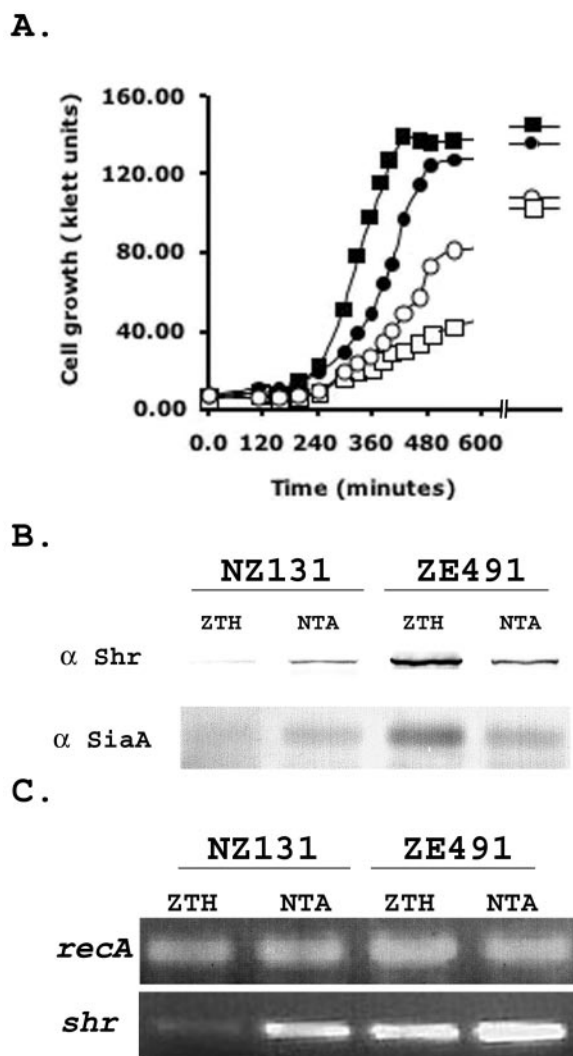 A.
160.00
120.00
80.00
40.00
0.00
Cell growth ( klett units)
0.0 120 240 360 480 600
Time (minutes)
B.
NZ131 ZE491
ZTH NTA ZTH NTA
α Shr
α SiaA
C.
NZ131 ZE491
ZTH NTA ZTH NTA
recA
shr